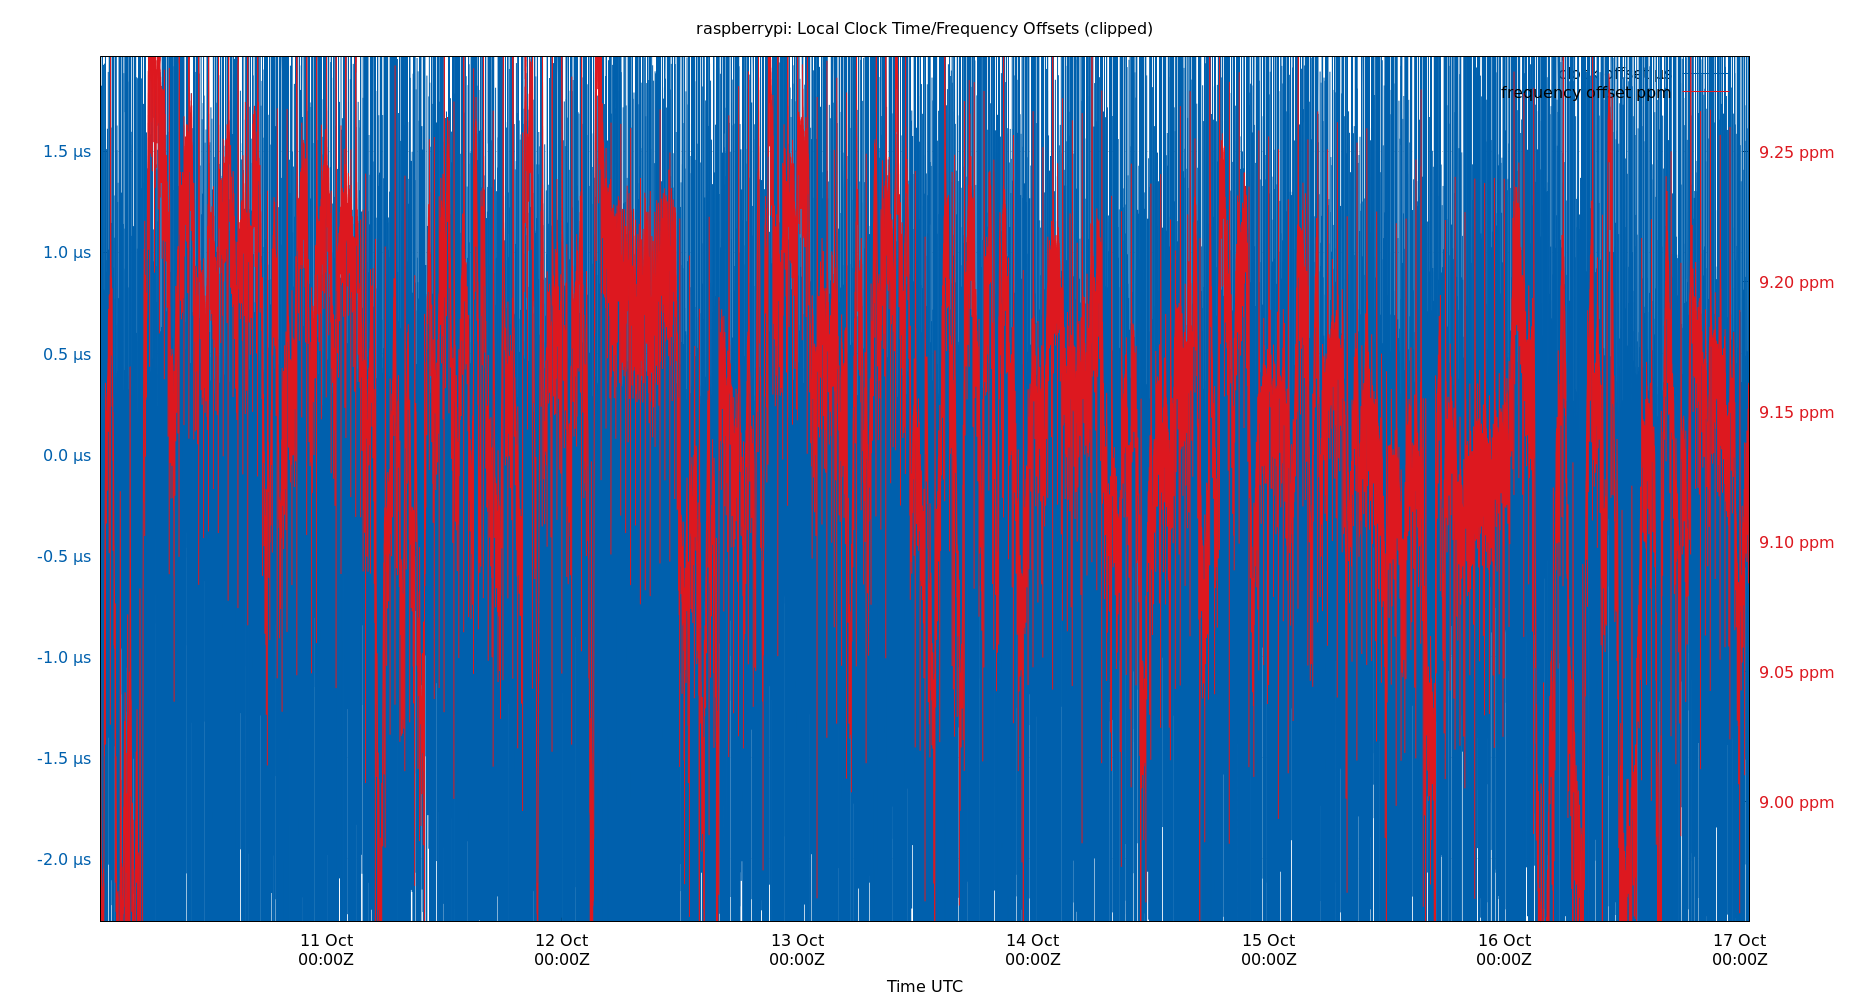 raspberrypi: Local Clock Time/Frequency Offsets (clipped)
clock offset µs
frequency offset ppm
1.5 µs
1.0 µs
0.5 µs
0.0 µs
-0.5 µs
-1.0 µs
-1.5 µs
-2.0 µs
9.25 ppm
9.20 ppm
9.15 ppm
9.10 ppm
9.05 ppm
9.00 ppm
11 Oct
00:00Z
12 Oct
00:00Z
13 Oct
00:00Z
14 Oct
00:00Z
15 Oct
00:00Z
16 Oct
00:00Z
17 Oct
00:00Z
Time UTC